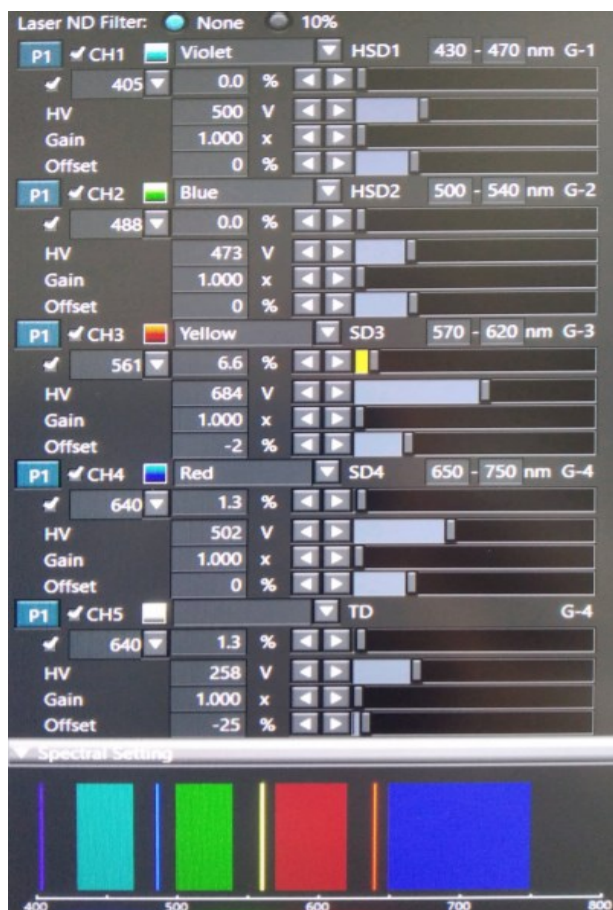 Laser ND Filter: None 10%
P1 CH1 Violet HSD1 430 - 470 nm G-1
405 0.0 %
HV 500 V
Gain 1.000 x
Offset 0 %
P1 CH2 Blue HSD2 500 - 540 nm G-2
488 0.0 %
HV 473 V
Gain 1.000 x
Offset 0 %
P1 CH3 Yellow SD3 570 - 620 nm G-3
561 6.6 %
HV 684 V
Gain 1.000 x
Offset -2 %
P1 CH4 Red SD4 650 - 750 nm G-4
640 1.3 %
HV 502 V
Gain 1.000 x
Offset 0 %
P1 CH5 TD G-4
640 1.3 %
HV 258 V
Gain 1.000 x
Offset -25 %
Spectral Setting
400 500 600 700 800